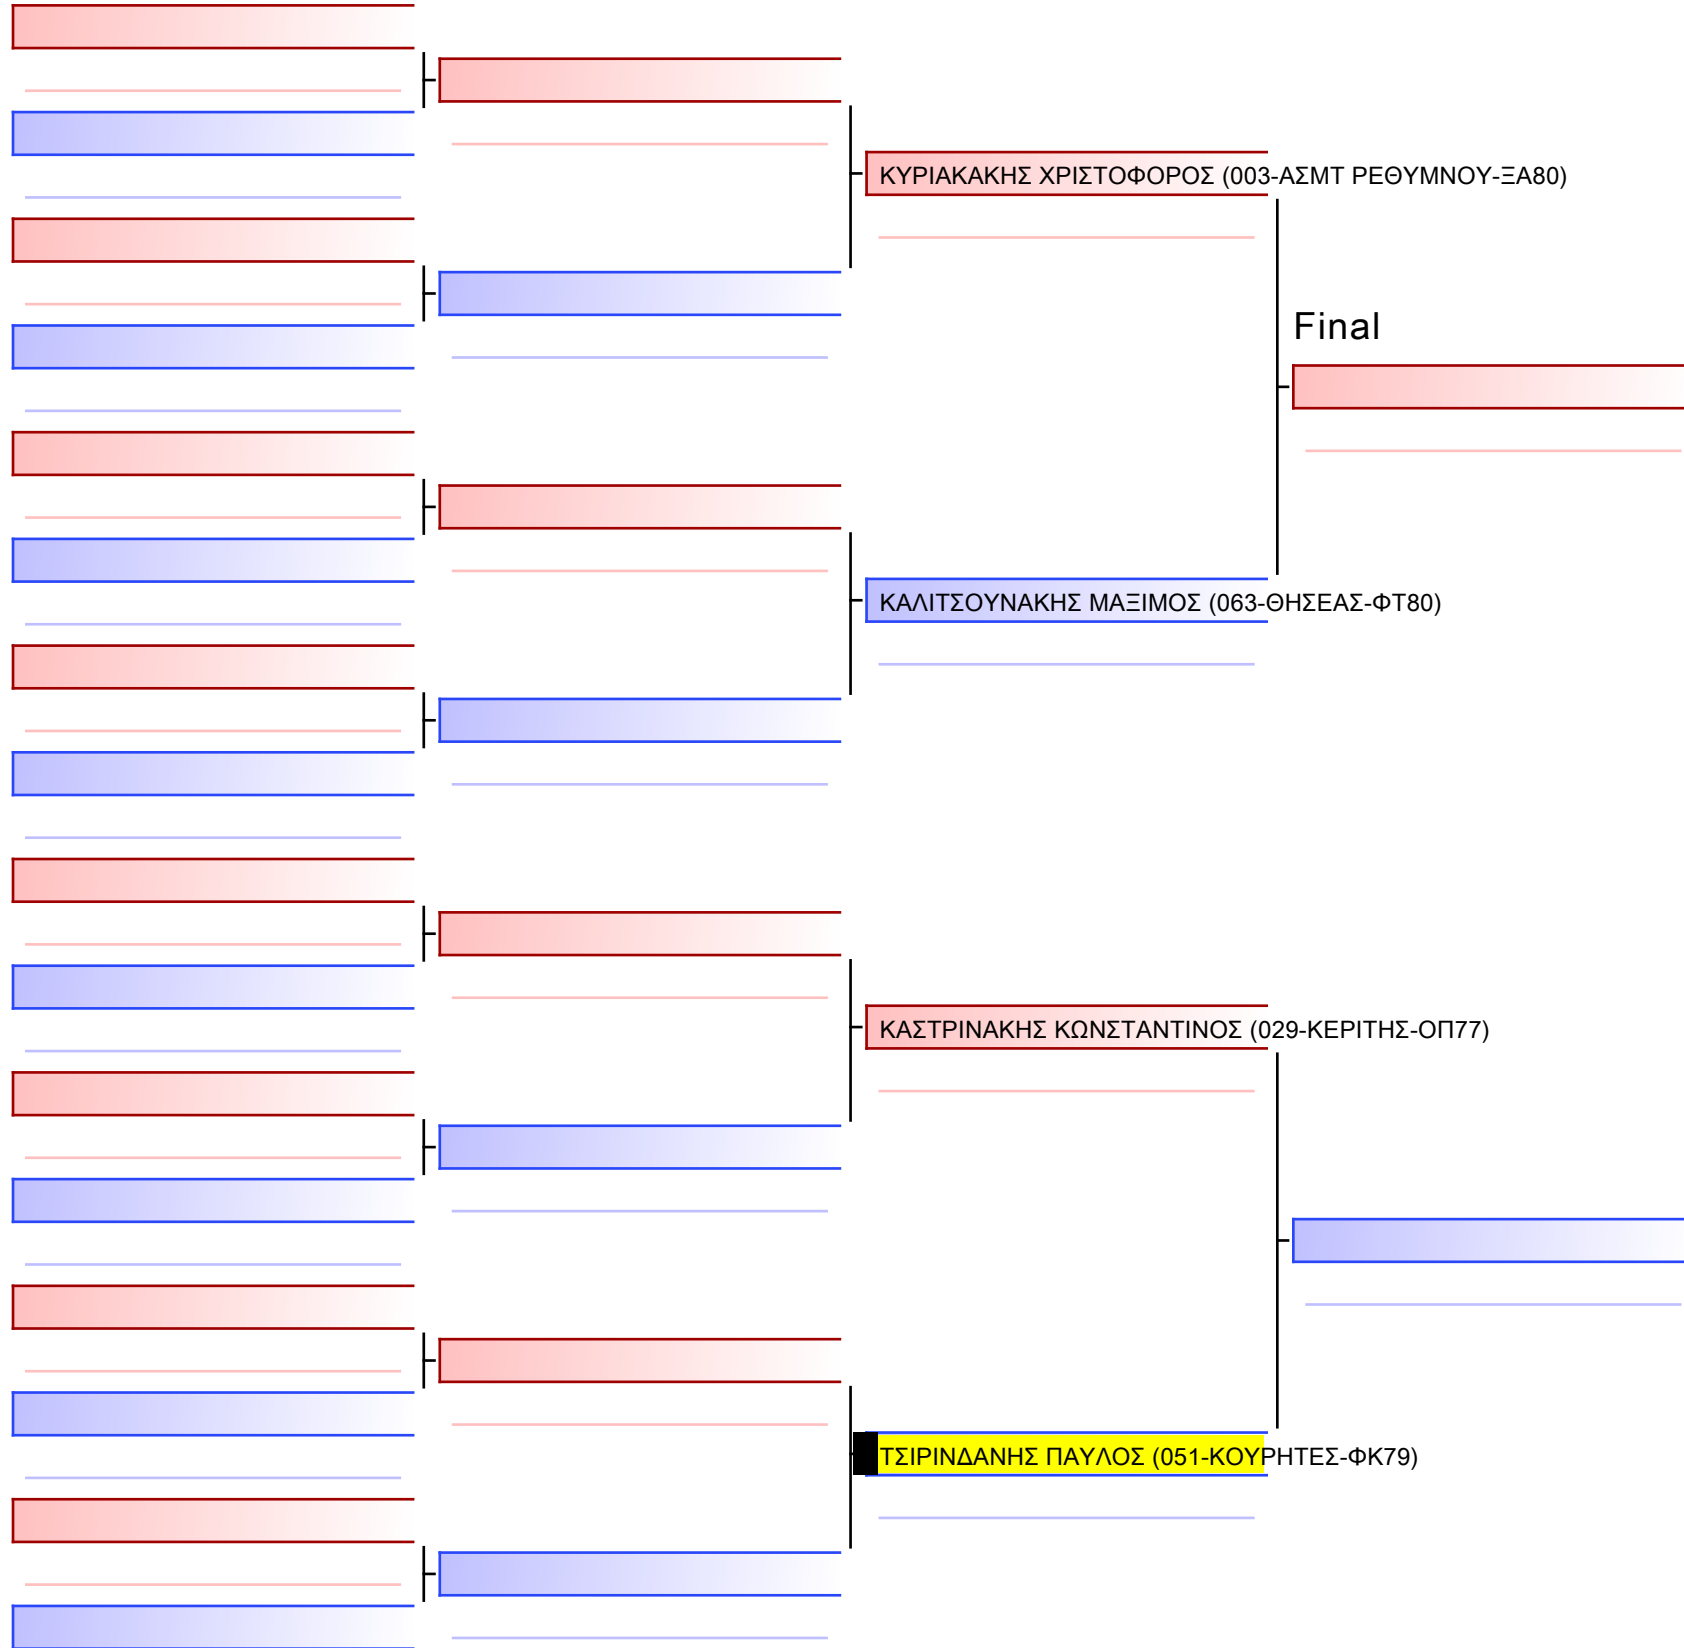 ΚΥΡΙΑΚΑΚΗΣ ΧΡΙΣΤΟΦΟΡΟΣ (003-ΑΣΜΤ ΡΕΘΥΜΝΟΥ-ΞΑ80)
Final
ΚΑΛΙΤΣΟΥΝΑΚΗΣ ΜΑΞΙΜΟΣ (063-ΘΗΣΕΑΣ-ΦΤ80)
ΚΑΣΤΡΙΝΑΚΗΣ ΚΩΝΣΤΑΝΤΙΝΟΣ (029-ΚΕΡΙΤΗΣ-ΟΠ77)
ΤΣΙΡΙΝΔΑΝΗΣ ΠΑΥΛΟΣ (051-ΚΟΥΡΗΤΕΣ-ΦΚ79)